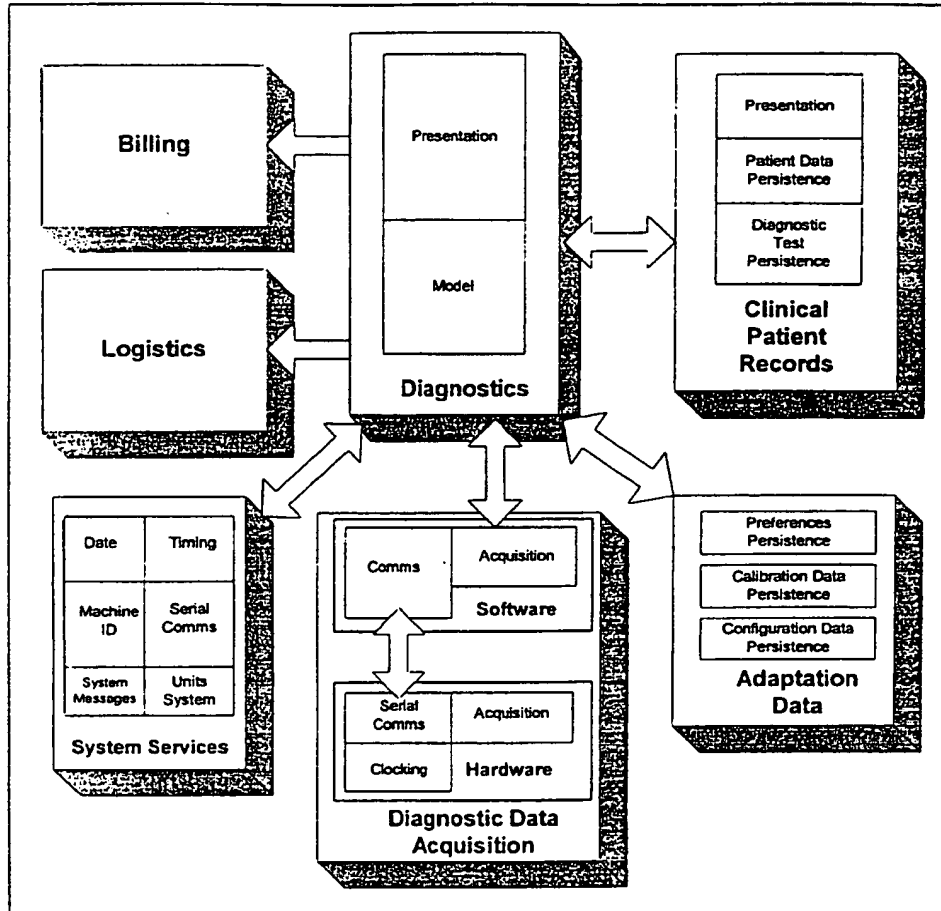 Billing
Logistics
Presentation
Model
Diagnostics
Presentation
Patient Data
Persistence
Diagnostic
Test
Persistence
Clinical
Patient
Records
Date
Timing
Machine
ID
Serial
Comms
System
Messages
Units
System
System Services
Comms
Acquisition
Software
Serial
Comms
Acquisition
Clocking
Hardware
Diagnostic Data
Acquisition
Preferences
Persistence
Calibration Data
Persistence
Configuration Data
Persistence
Adaptation
Data